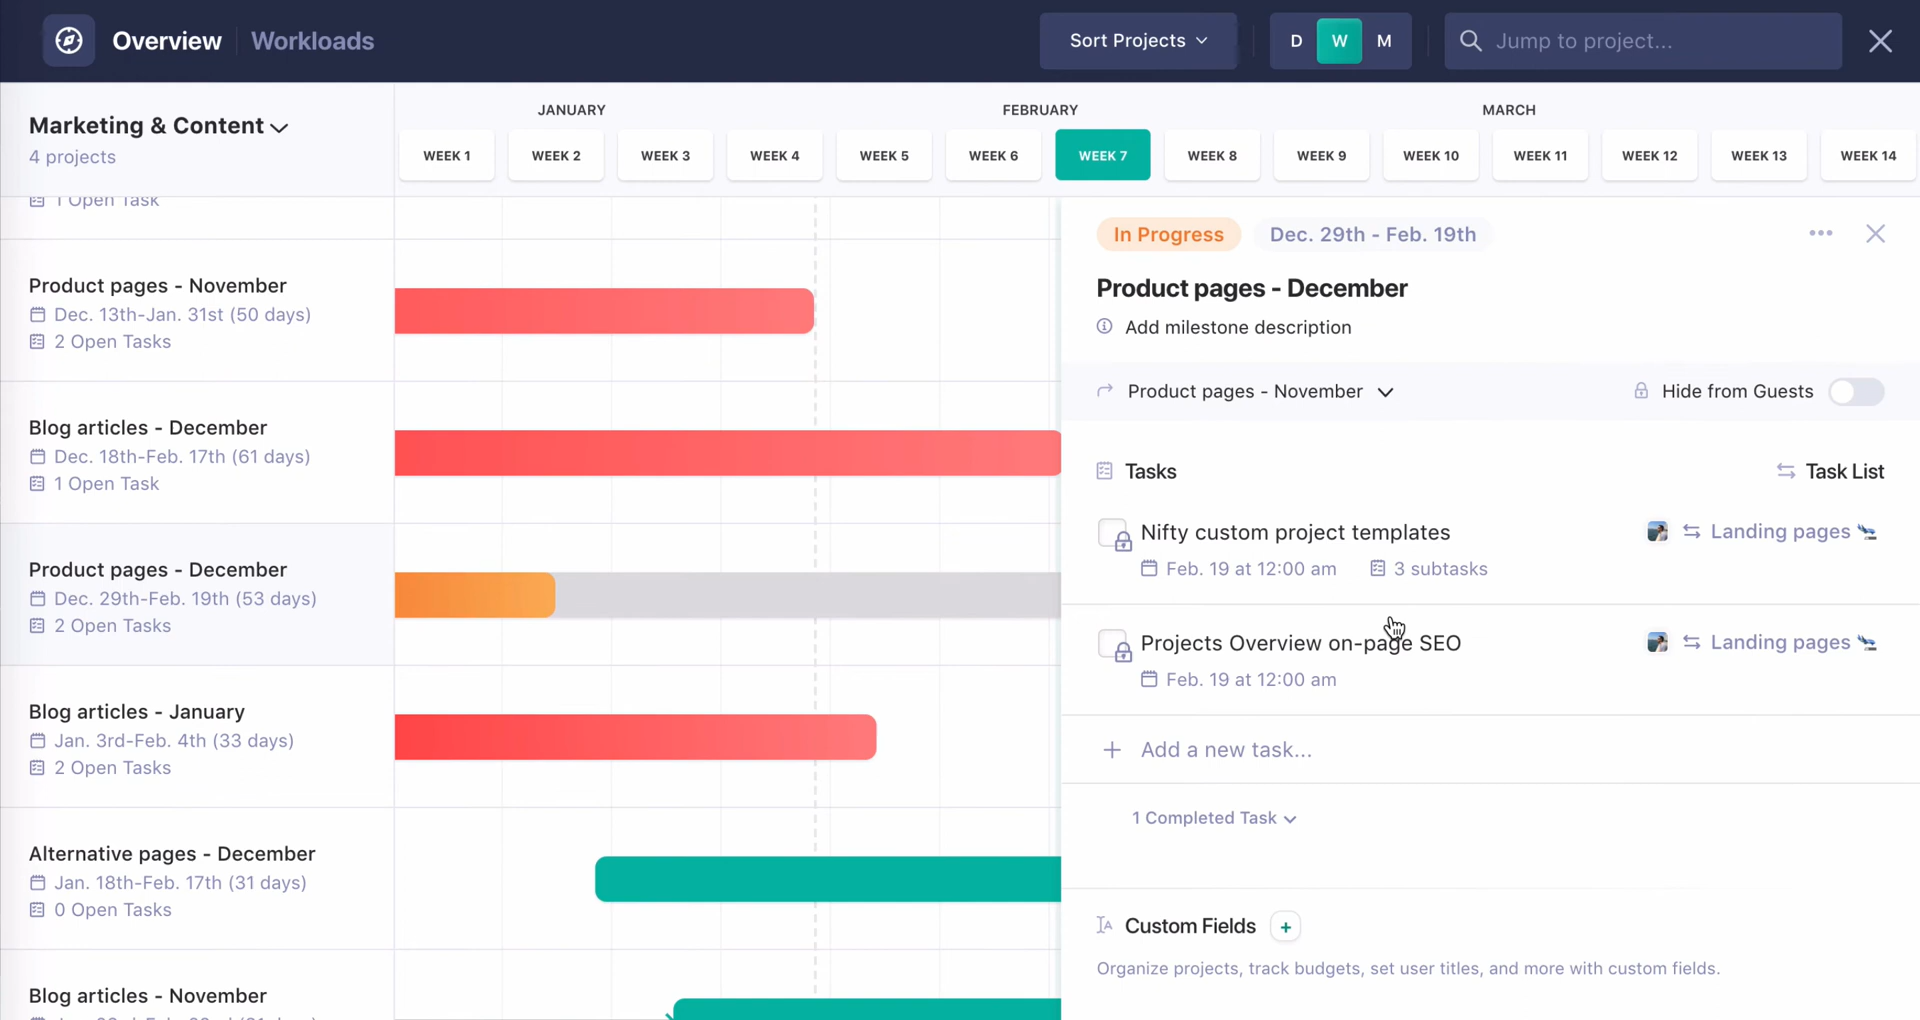 Overview
Workloads
Sort Projects
D
W
M
Jump to project...
Marketing & Content
4 projects
JANUARY
FEBRUARY
MARCH
WEEK 1
WEEK 2
WEEK 3
WEEK 4
WEEK 5
WEEK 6
WEEK 7
WEEK 8
WEEK 9
WEEK 10
WEEK 11
WEEK 12
WEEK 13
WEEK 14
1 Open Task
Product pages - November
Dec. 13th-Jan. 31st (50 days)
2 Open Tasks
Blog articles - December
Dec. 18th-Feb. 17th (61 days)
1 Open Task
Product pages - December
Dec. 29th-Feb. 19th (53 days)
2 Open Tasks
Blog articles - January
Jan. 3rd-Feb. 4th (33 days)
2 Open Tasks
Alternative pages - December
Jan. 18th-Feb. 17th (31 days)
0 Open Tasks
Blog articles - November
In Progress
Dec. 29th - Feb. 19th
Product pages - December
Add milestone description
Product pages - November
Hide from Guests
Tasks
Task List
Nifty custom project templates
Landing pages
Feb. 19 at 12:00 am
3 subtasks
Projects Overview on-page SEO
Landing pages
Feb. 19 at 12:00 am
+ Add a new task...
1 Completed Task
Custom Fields +
Organize projects, track budgets, set user titles, and more with custom fields.